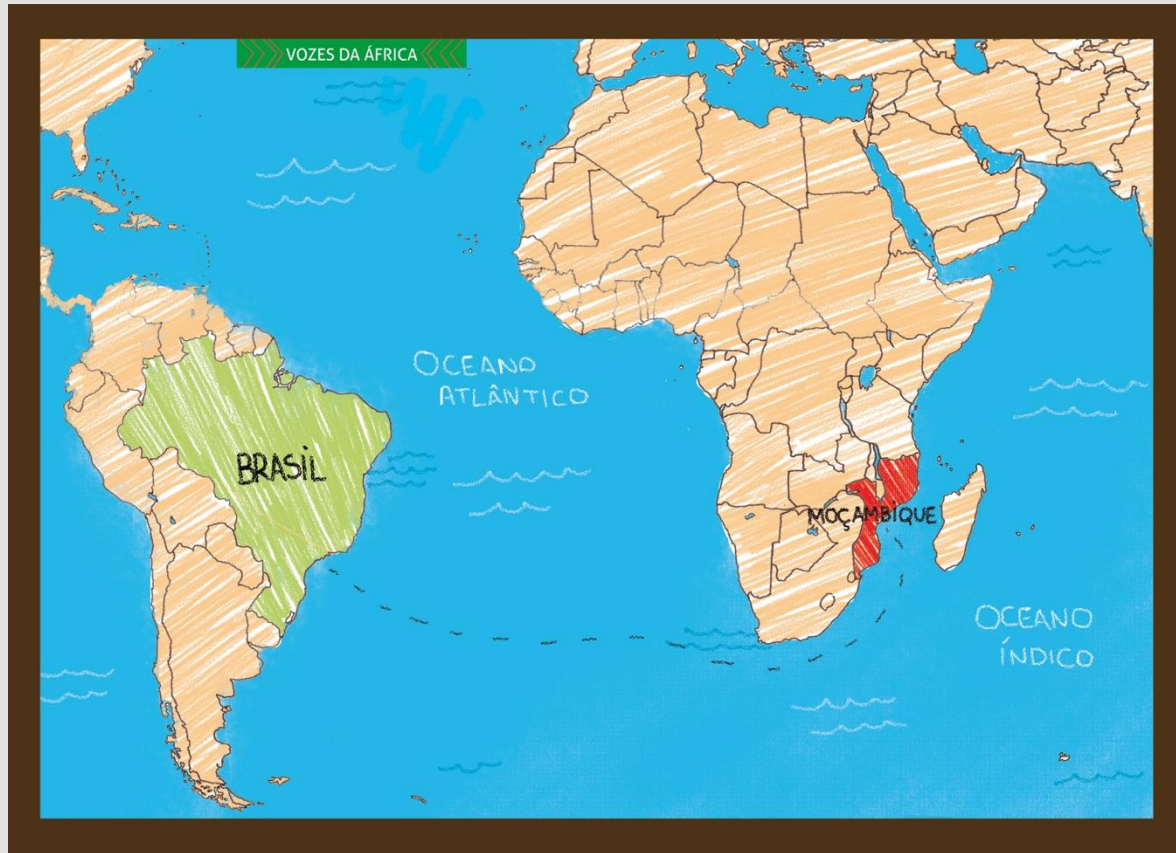 VOZES DA ÁFRICA
OCEANO
ATLÂNTICO
BRASIL
MOÇAMBIQUE
OCEANO
ÍNDICO